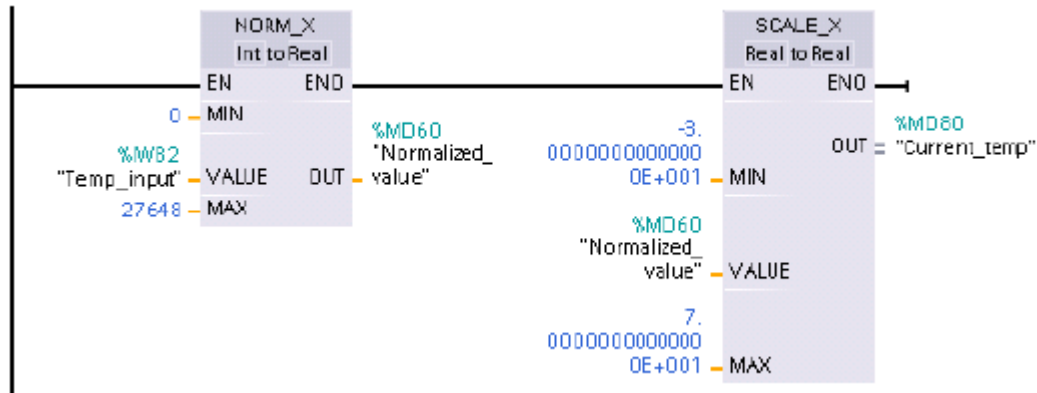 NORM_X
Int to Real
EN
ENO
0
MIN
%IW82
"Temp_input"
VALUE
OUT
%MD60
"Normalized_
value"
27648
MAX
SCALE_X
Real to Real
EN
ENO
-3.
0000000000000
0E+001
MIN
OUT
%MD80
"Current_temp"
%MD60
"Normalized_
value"
VALUE
7.
0000000000000
0E+001
MAX